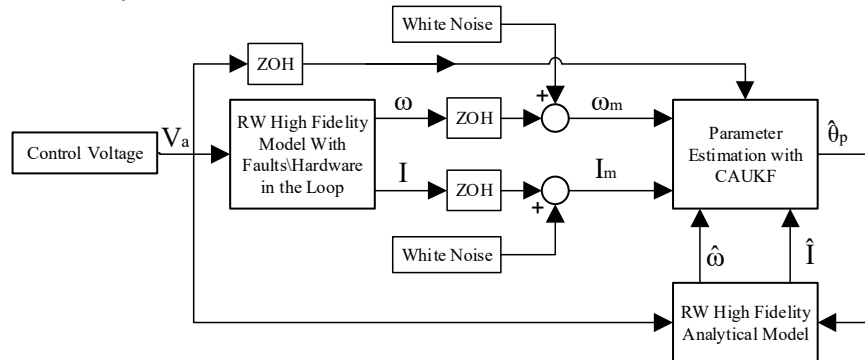 White Noise
ZOH
+
ω
ZOH
ω_m
V_a
Control Voltage
RW High Fidelity
Model With
Faults\Hardware
in the Loop
Parameter
Estimation with
CAUKF
θ̂_p
I
ZOH
I_m
+
White Noise
ω̂
Î
RW High Fidelity
Analytical Model